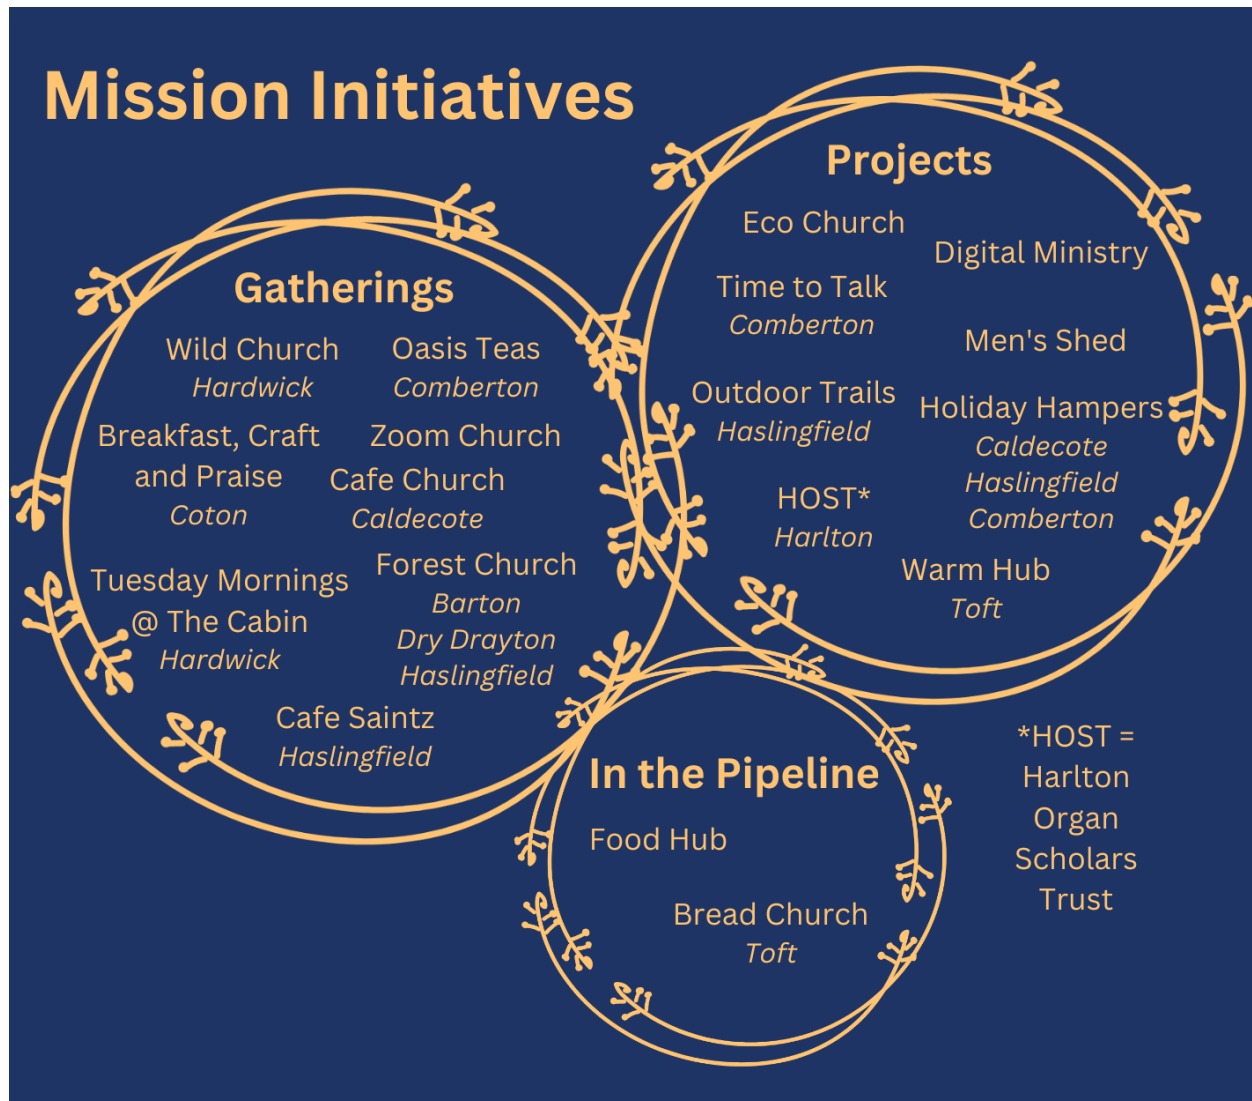 Mission Initiatives
Gatherings
Wild Church
Hardwick
Oasis Teas
Comberton
Breakfast, Craft
and Praise
Coton
Zoom Church
Cafe Church
Caldecote
Tuesday Mornings
@ The Cabin
Hardwick
Forest Church
Barton
Dry Drayton
Haslingfield
Cafe Saintz
Haslingfield
Projects
Eco Church
Digital Ministry
Time to Talk
Comberton
Men's Shed
Outdoor Trails
Haslingfield
Holiday Hampers
Caldecote
Haslingfield
Comberton
HOST*
Harlton
Warm Hub
Toft
In the Pipeline
Food Hub
Bread Church
Toft
*HOST =
Harlton
Organ
Scholars
Trust